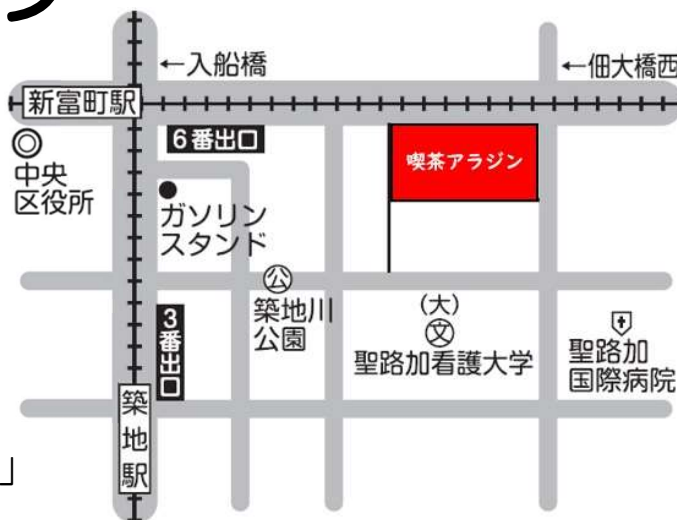 ←入船橋
←佃大橋西
新富町駅
6番出口
喫茶アラジン
◎
中央
区役所
ガソリン
スタンド
公
築地川
公園
(大)
文
聖路加看護大学
聖路加
国際病院
3番出口
築地駅
」